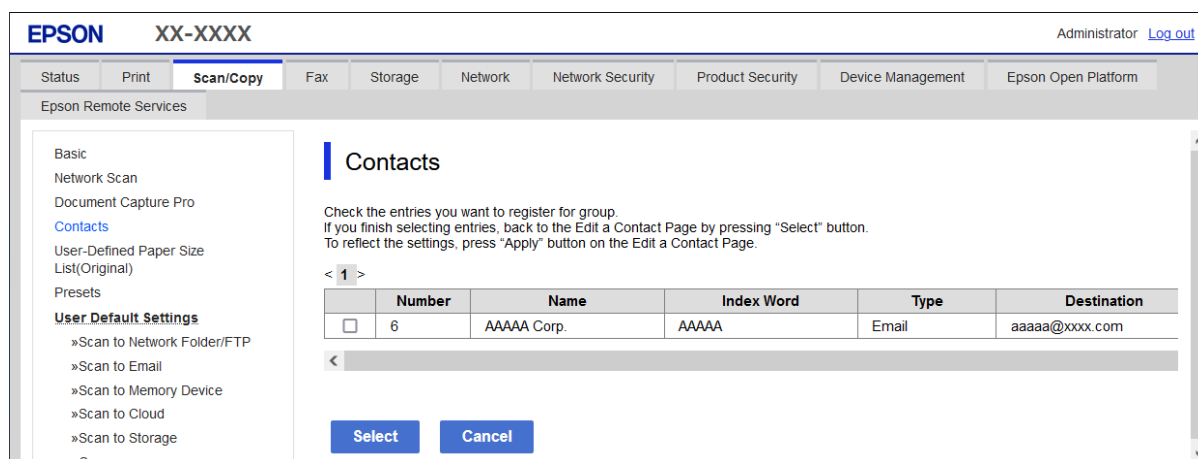 EPSON XX-XXXX Administrator Log out
Status Print Scan/Copy Fax Storage Network Network Security Product Security Device Management Epson Open Platform
Epson Remote Services
Basic
Network Scan
Document Capture Pro
Contacts
User-Defined Paper Size
List(Original)
Presets
User Default Settings
»Scan to Network Folder/FTP
»Scan to Email
»Scan to Memory Device
»Scan to Cloud
»Scan to Storage
Contacts
Check the entries you want to register for group.
If you finish selecting entries, back to the Edit a Contact Page by pressing “Select” button.
To reflect the settings, press “Apply” button on the Edit a Contact Page.
< 1 >
Number Name Index Word Type Destination
6 AAAAA Corp. AAAAA Email aaaaa@xxxx.com
Select Cancel